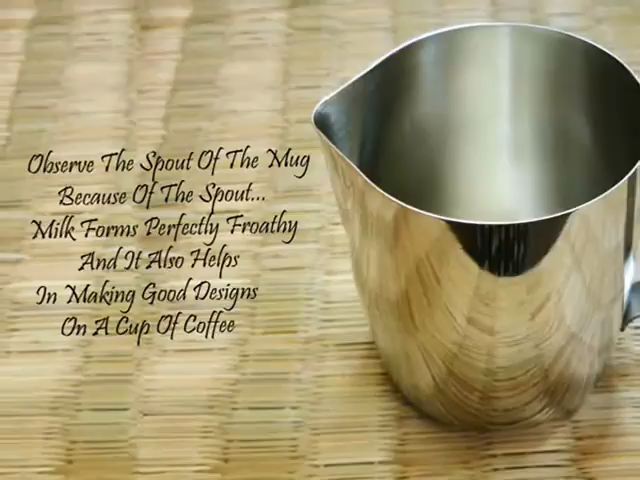 Observe The Spout Of The Mug
Because Of The Spout...
Milk Forms Perfectly Froathy
And It Also Helps
In Making Good Designs
On A Cup Of Coffee